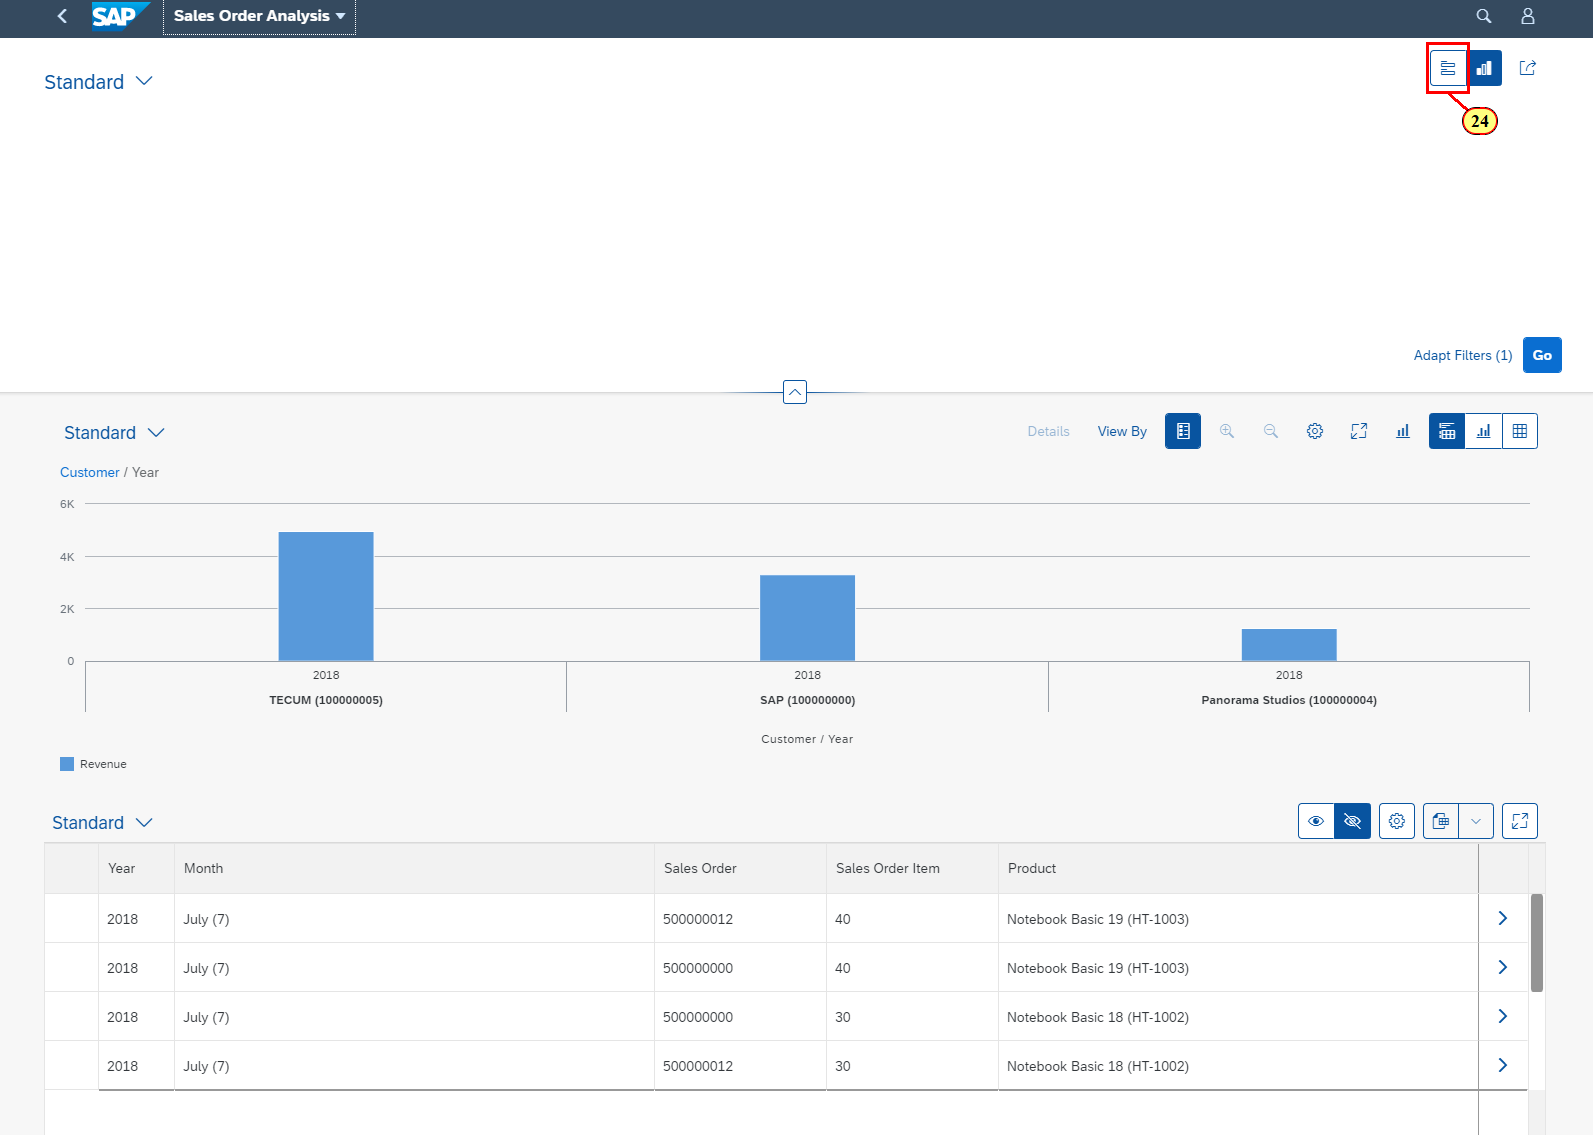 SAP Sales Order Analysis
Standard
24
Adapt Filters (1) Go
Standard Details View By
Customer / Year
6K
4K
2K
0
2018 2018 2018
TECUM (100000005) SAP (100000000) Panorama Studios (100000004)
Customer / Year
Revenue
Standard
Year Month Sales Order Sales Order Item Product
2018 July (7) 500000012 40 Notebook Basic 19 (HT-1003)
2018 July (7) 500000000 40 Notebook Basic 19 (HT-1003)
2018 July (7) 500000000 30 Notebook Basic 18 (HT-1002)
2018 July (7) 500000012 30 Notebook Basic 18 (HT-1002)